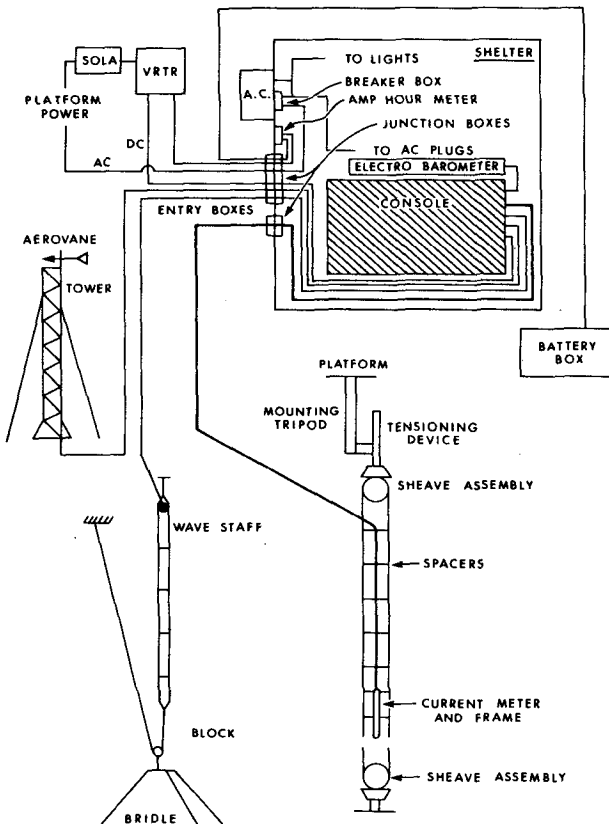 SOLA
VRTR
PLATFORM
POWER
DC
AC
A.C.
TO LIGHTS
SHELTER
BREAKER BOX
AMP HOUR METER
JUNCTION BOXES
TO AC PLUGS
ELECTRO BAROMETER
CONSOLE
ENTRY BOXES
AEROVANE
TOWER
BATTERY
BOX
PLATFORM
MOUNTING
TRIPOD
TENSIONING
DEVICE
SHEAVE ASSEMBLY
WAVE STAFF
SPACERS
CURRENT METER
AND FRAME
BLOCK
SHEAVE ASSEMBLY
BRIDLE